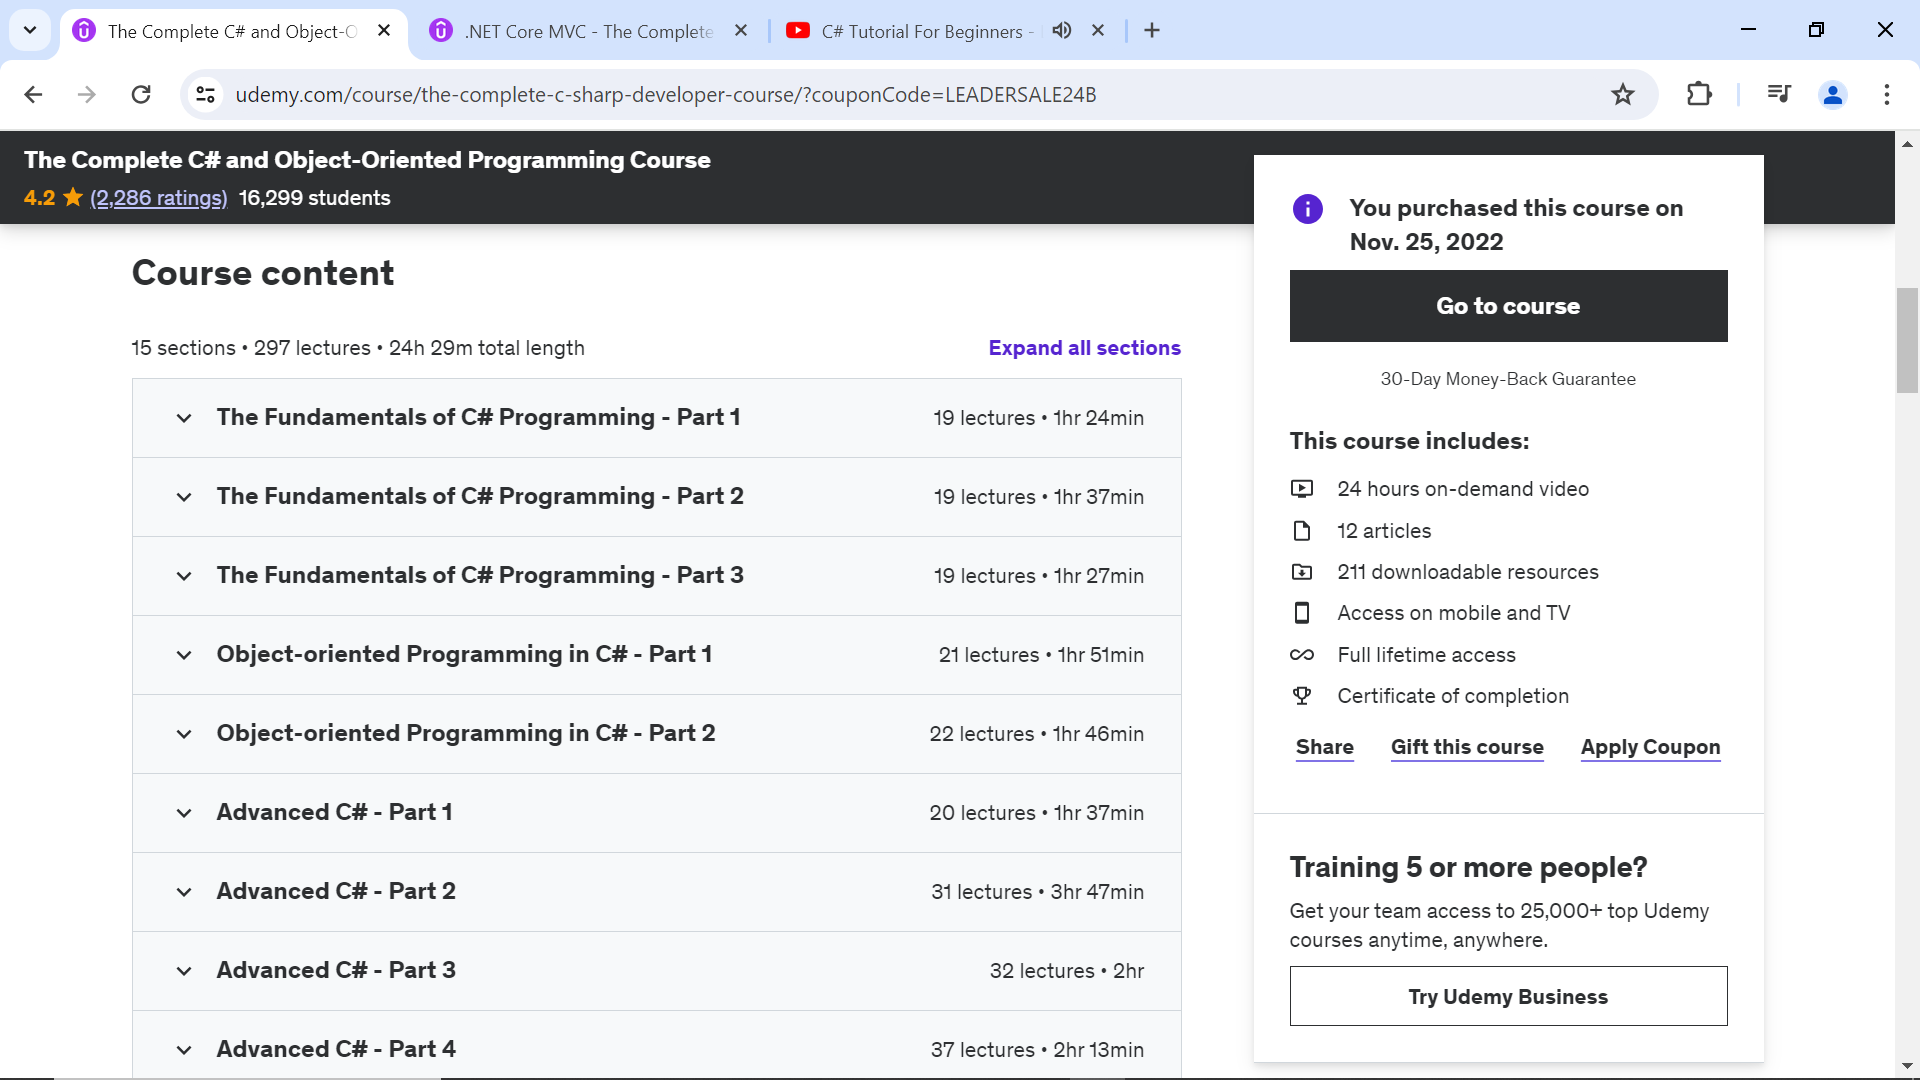 The Complete C# and Object-O
.NET Core MVC - The Complete
C# Tutorial For Beginners -
udemy.com/course/the-complete-c-sharp-developer-course/?couponCode=LEADERSALE24B
The Complete C# and Object-Oriented Programming Course
4.2 ★ (2,286 ratings) 16,299 students
Course content
15 sections • 297 lectures • 24h 29m total length
Expand all sections
The Fundamentals of C# Programming - Part 1 19 lectures • 1hr 24min
The Fundamentals of C# Programming - Part 2 19 lectures • 1hr 37min
The Fundamentals of C# Programming - Part 3 19 lectures • 1hr 27min
Object-oriented Programming in C# - Part 1 21 lectures • 1hr 51min
Object-oriented Programming in C# - Part 2 22 lectures • 1hr 46min
Advanced C# - Part 1 20 lectures • 1hr 37min
Advanced C# - Part 2 31 lectures • 3hr 47min
Advanced C# - Part 3 32 lectures • 2hr
Advanced C# - Part 4 37 lectures • 2hr 13min
You purchased this course on
Nov. 25, 2022
Go to course
30-Day Money-Back Guarantee
This course includes:
24 hours on-demand video
12 articles
211 downloadable resources
Access on mobile and TV
Full lifetime access
Certificate of completion
Share Gift this course Apply Coupon
Training 5 or more people?
Get your team access to 25,000+ top Udemy
courses anytime, anywhere.
Try Udemy Business